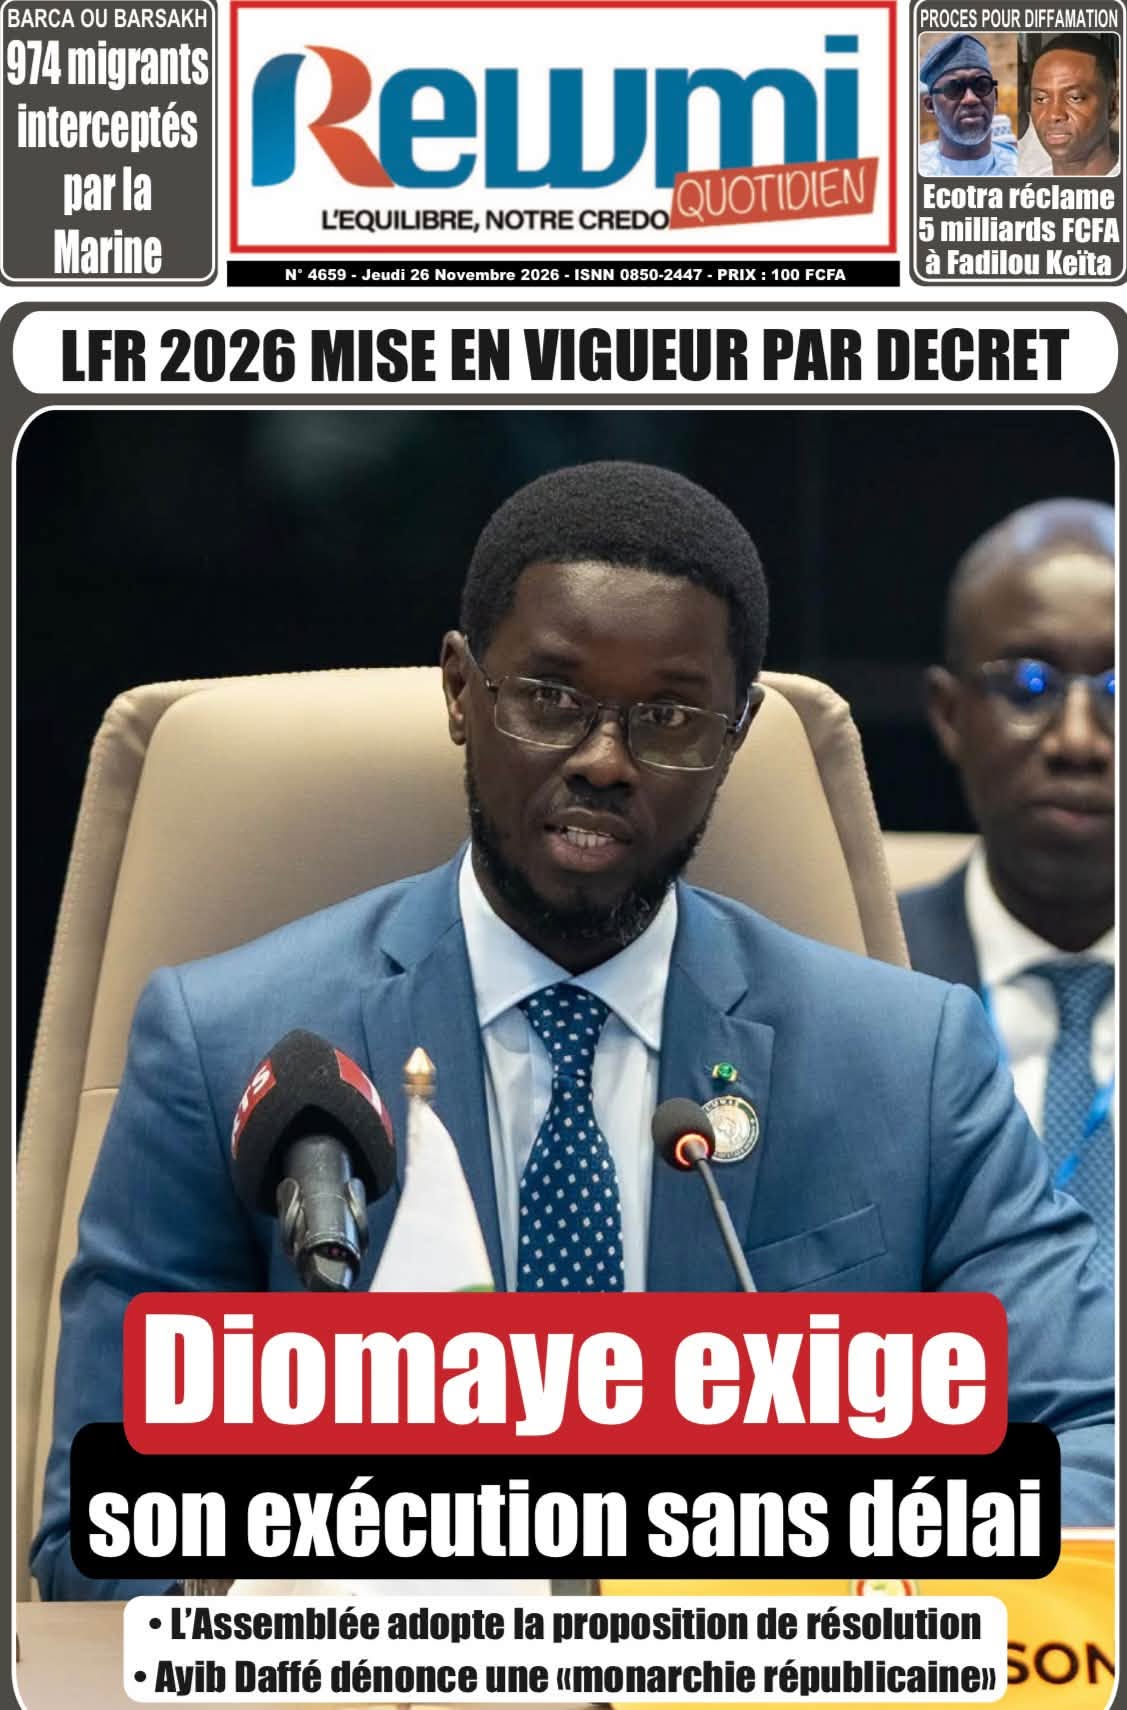 BARCA OU BARSAKH
974 migrants
interceptés
par la
Marine
Rewmi
QUOTIDIEN
L'EQUILIBRE, NOTRE CREDO
N° 4659 - Jeudi 26 Novembre 2026 - ISNN 0850-2447 - PRIX : 100 FCFA
PROCES POUR DIFFAMATION
Ecotra réclame
5 milliards FCFA
à Fadilou Keïta
LFR 2026 MISE EN VIGUEUR PAR DECRET
Diomaye exige
son exécution sans délai
• L'Assemblée adopte la proposition de résolution
• Ayib Daffé dénonce une «monarchie républicaine»
SON